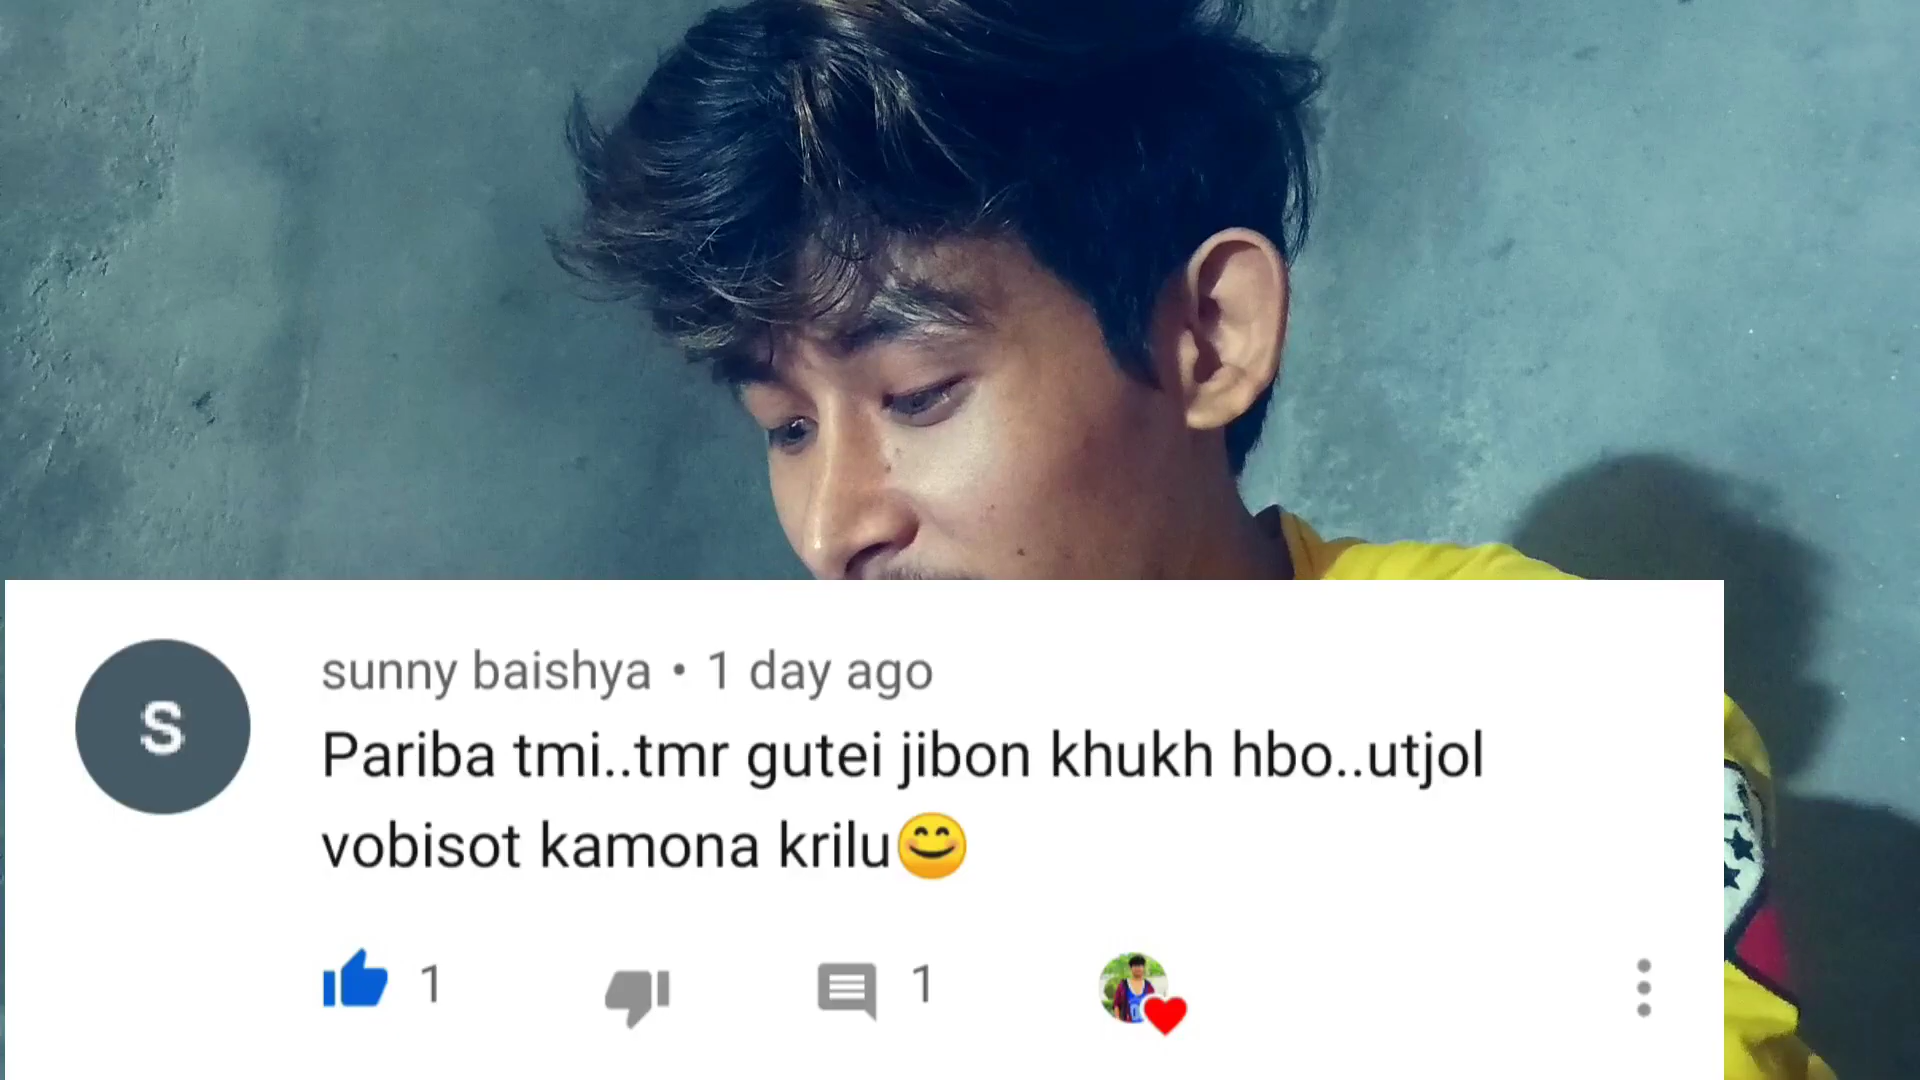 S
sunny baishya • 1 day ago
Pariba tmi..tmr gutei jibon khukh hbo..utjol
vobisot kamona krilu😊
1 1